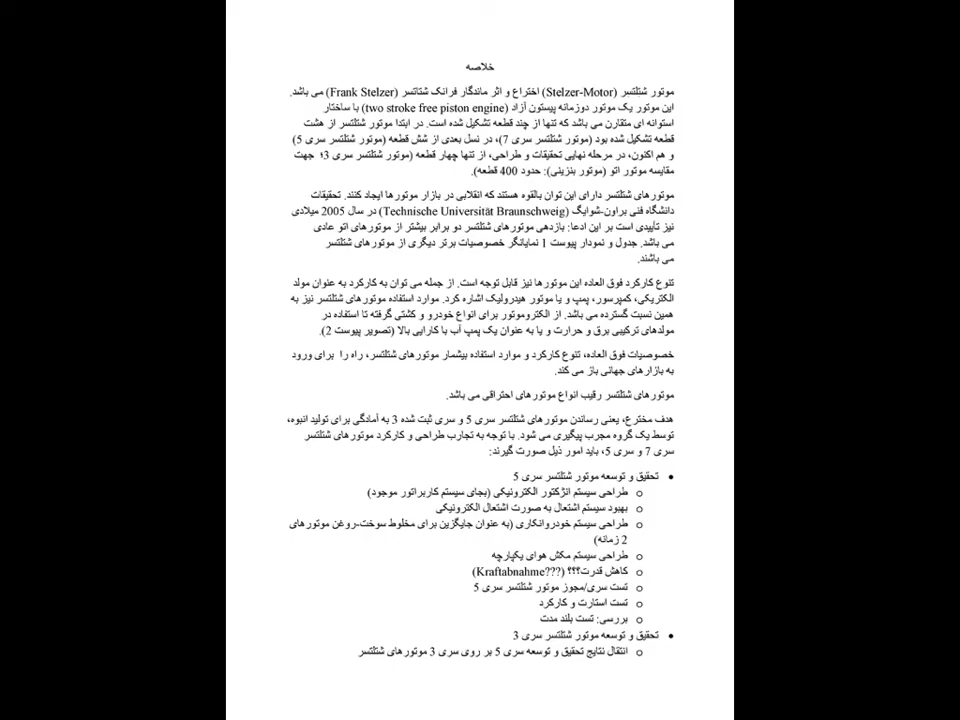 خلاصه
موتور شتلتسر (Stelzer-Motor) اختراع و اثر ماندگار فرانک شتاتسر (Frank Stelzer) می باشد.
این موتور یک موتور دوزمانه پیستون آزاد (two stroke free piston engine) با ساختار
استوانه ای متقارن می باشد که تنها از چند قطعه تشکیل شده است. در ابتدا موتور شتلتسر از هشت
قطعه تشکیل شده بود (موتور شتلتسر سری 7)، در نسل بعدی از شش قطعه (موتور شتلتسر سری 5)
و هم اکنون، در مرحله نهایی تحقیقات و طراحی، از تنها چهار قطعه (موتور شتلتسر سری 3؛ جهت
مقایسه موتور اتو (موتور بنزینی): حدود 400 قطعه).
موتورهای شتلتسر دارای این توان بالقوه هستند که انقلابی در بازار موتورها ایجاد کنند. تحقیقات
دانشگاه فنی براون-شوایگ (Technische Universität Braunschweig) در سال 2005 میلادی
نیز تأییدی است بر این ادعا: بازدهی موتورهای شتلتسر دو برابر بیشتر از موتورهای اتو عادی
می باشد. جدول و نمودار پیوست 1 نمایانگر خصوصیات برتر دیگری از موتورهای شتلتسر
می باشند.
تنوع کارکرد فوق العاده این موتورها نیز قابل توجه است. از جمله می توان به کارکرد به عنوان مولد
الکتریکی، کمپرسور، پمپ و یا موتور هیدرولیک اشاره کرد. موارد استفاده موتورهای شتلتسر نیز به
همین نسبت گسترده می باشد. از الکتروموتور برای انواع خودرو و کشتی گرفته تا استفاده در
مولدهای ترکیبی برق و حرارت و یا به عنوان یک پمپ آب با کارایی بالا (تصویر پیوست 2).
خصوصیات فوق العاده، تنوع کارکرد و موارد استفاده بیشمار موتورهای شتلتسر، راه را برای ورود
به بازارهای جهانی باز می کند.
موتورهای شتلتسر رقیب انواع موتورهای احتراقی می باشد.
هدف مخترع، یعنی رساندن موتورهای شتلتسر سری 5 و سری ثبت شده 3 به آمادگی برای تولید انبوه،
توسط یک گروه مجرب پیگیری می شود. با توجه به تجارب طراحی و کارکرد موتورهای شتلتسر
سری 7 و سری 5، باید امور ذیل صورت گیرند:
• تحقیق و توسعه موتور شتلتسر سری 5
o طراحی سیستم انژکتور الکترونیکی (بجای سیستم کاربراتور موجود)
o بهبود سیستم اشتعال به صورت اشتعال الکترونیکی
o طراحی سیستم خودروانکاری (به عنوان جایگزین برای مخلوط سوخت-روغن موتورهای
2 زمانه)
o طراحی سیستم مکش هوای یکپارچه
o کاهش قدرت؟؟؟ (Kraftabnahme???)
o تست سری/مجوز موتور شتلتسر سری 5
o تست استارت و کارکرد
o بررسی: تست بلند مدت
• تحقیق و توسعه موتور شتلتسر سری 3
o انتقال نتایج تحقیق و توسعه سری 5 بر روی سری 3 موتورهای شتلتسر